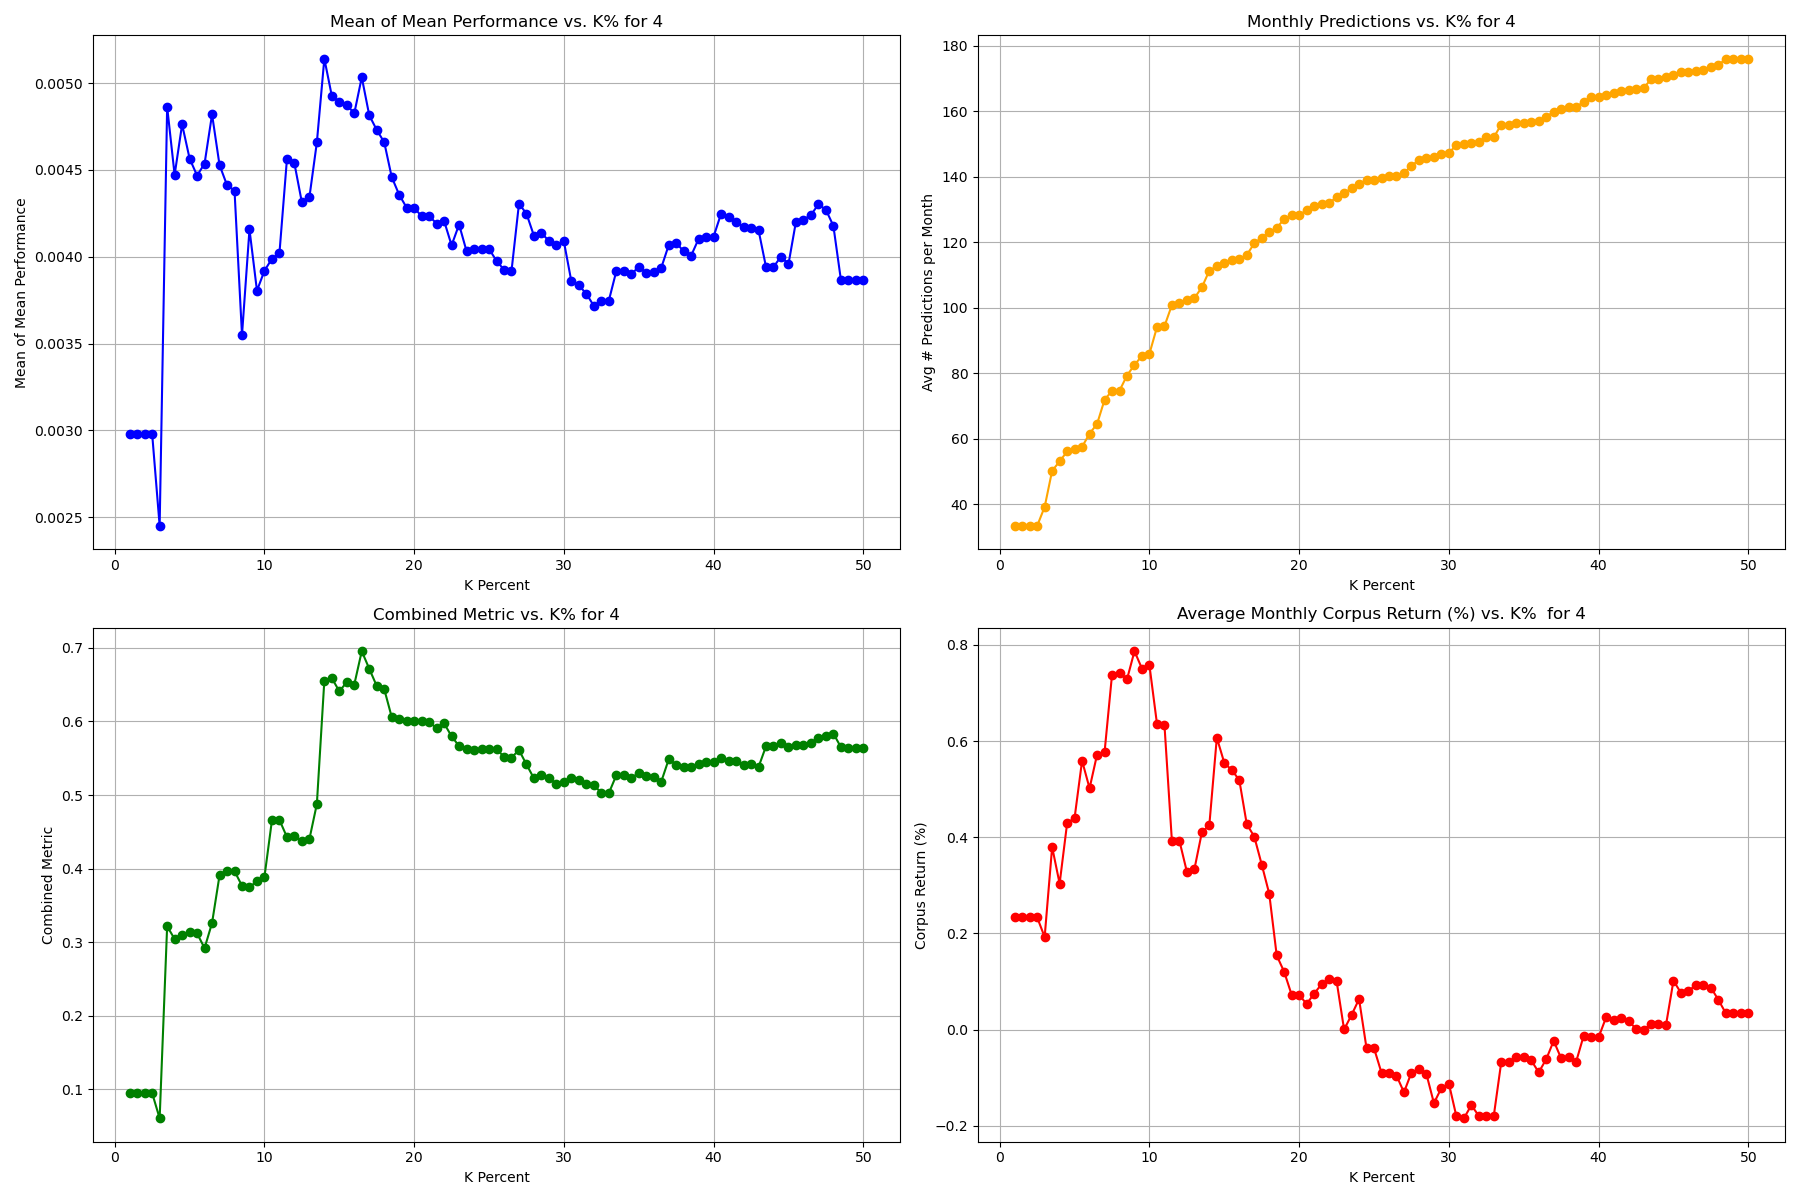 Mean of Mean Performance vs. K% for 4
Mean of Mean Performance
0.0050
0.0045
0.0040
0.0035
0.0030
0.0025
0 10 20 30 40 50
K Percent
Monthly Predictions vs. K% for 4
Avg # Predictions per Month
180
160
140
120
100
80
60
40
0 10 20 30 40 50
K Percent
Combined Metric vs. K% for 4
Combined Metric
0.7
0.6
0.5
0.4
0.3
0.2
0.1
0 10 20 30 40 50
K Percent
Average Monthly Corpus Return (%) vs. K%  for 4
Corpus Return (%)
0.8
0.6
0.4
0.2
0.0
−0.2
0 10 20 30 40 50
K Percent